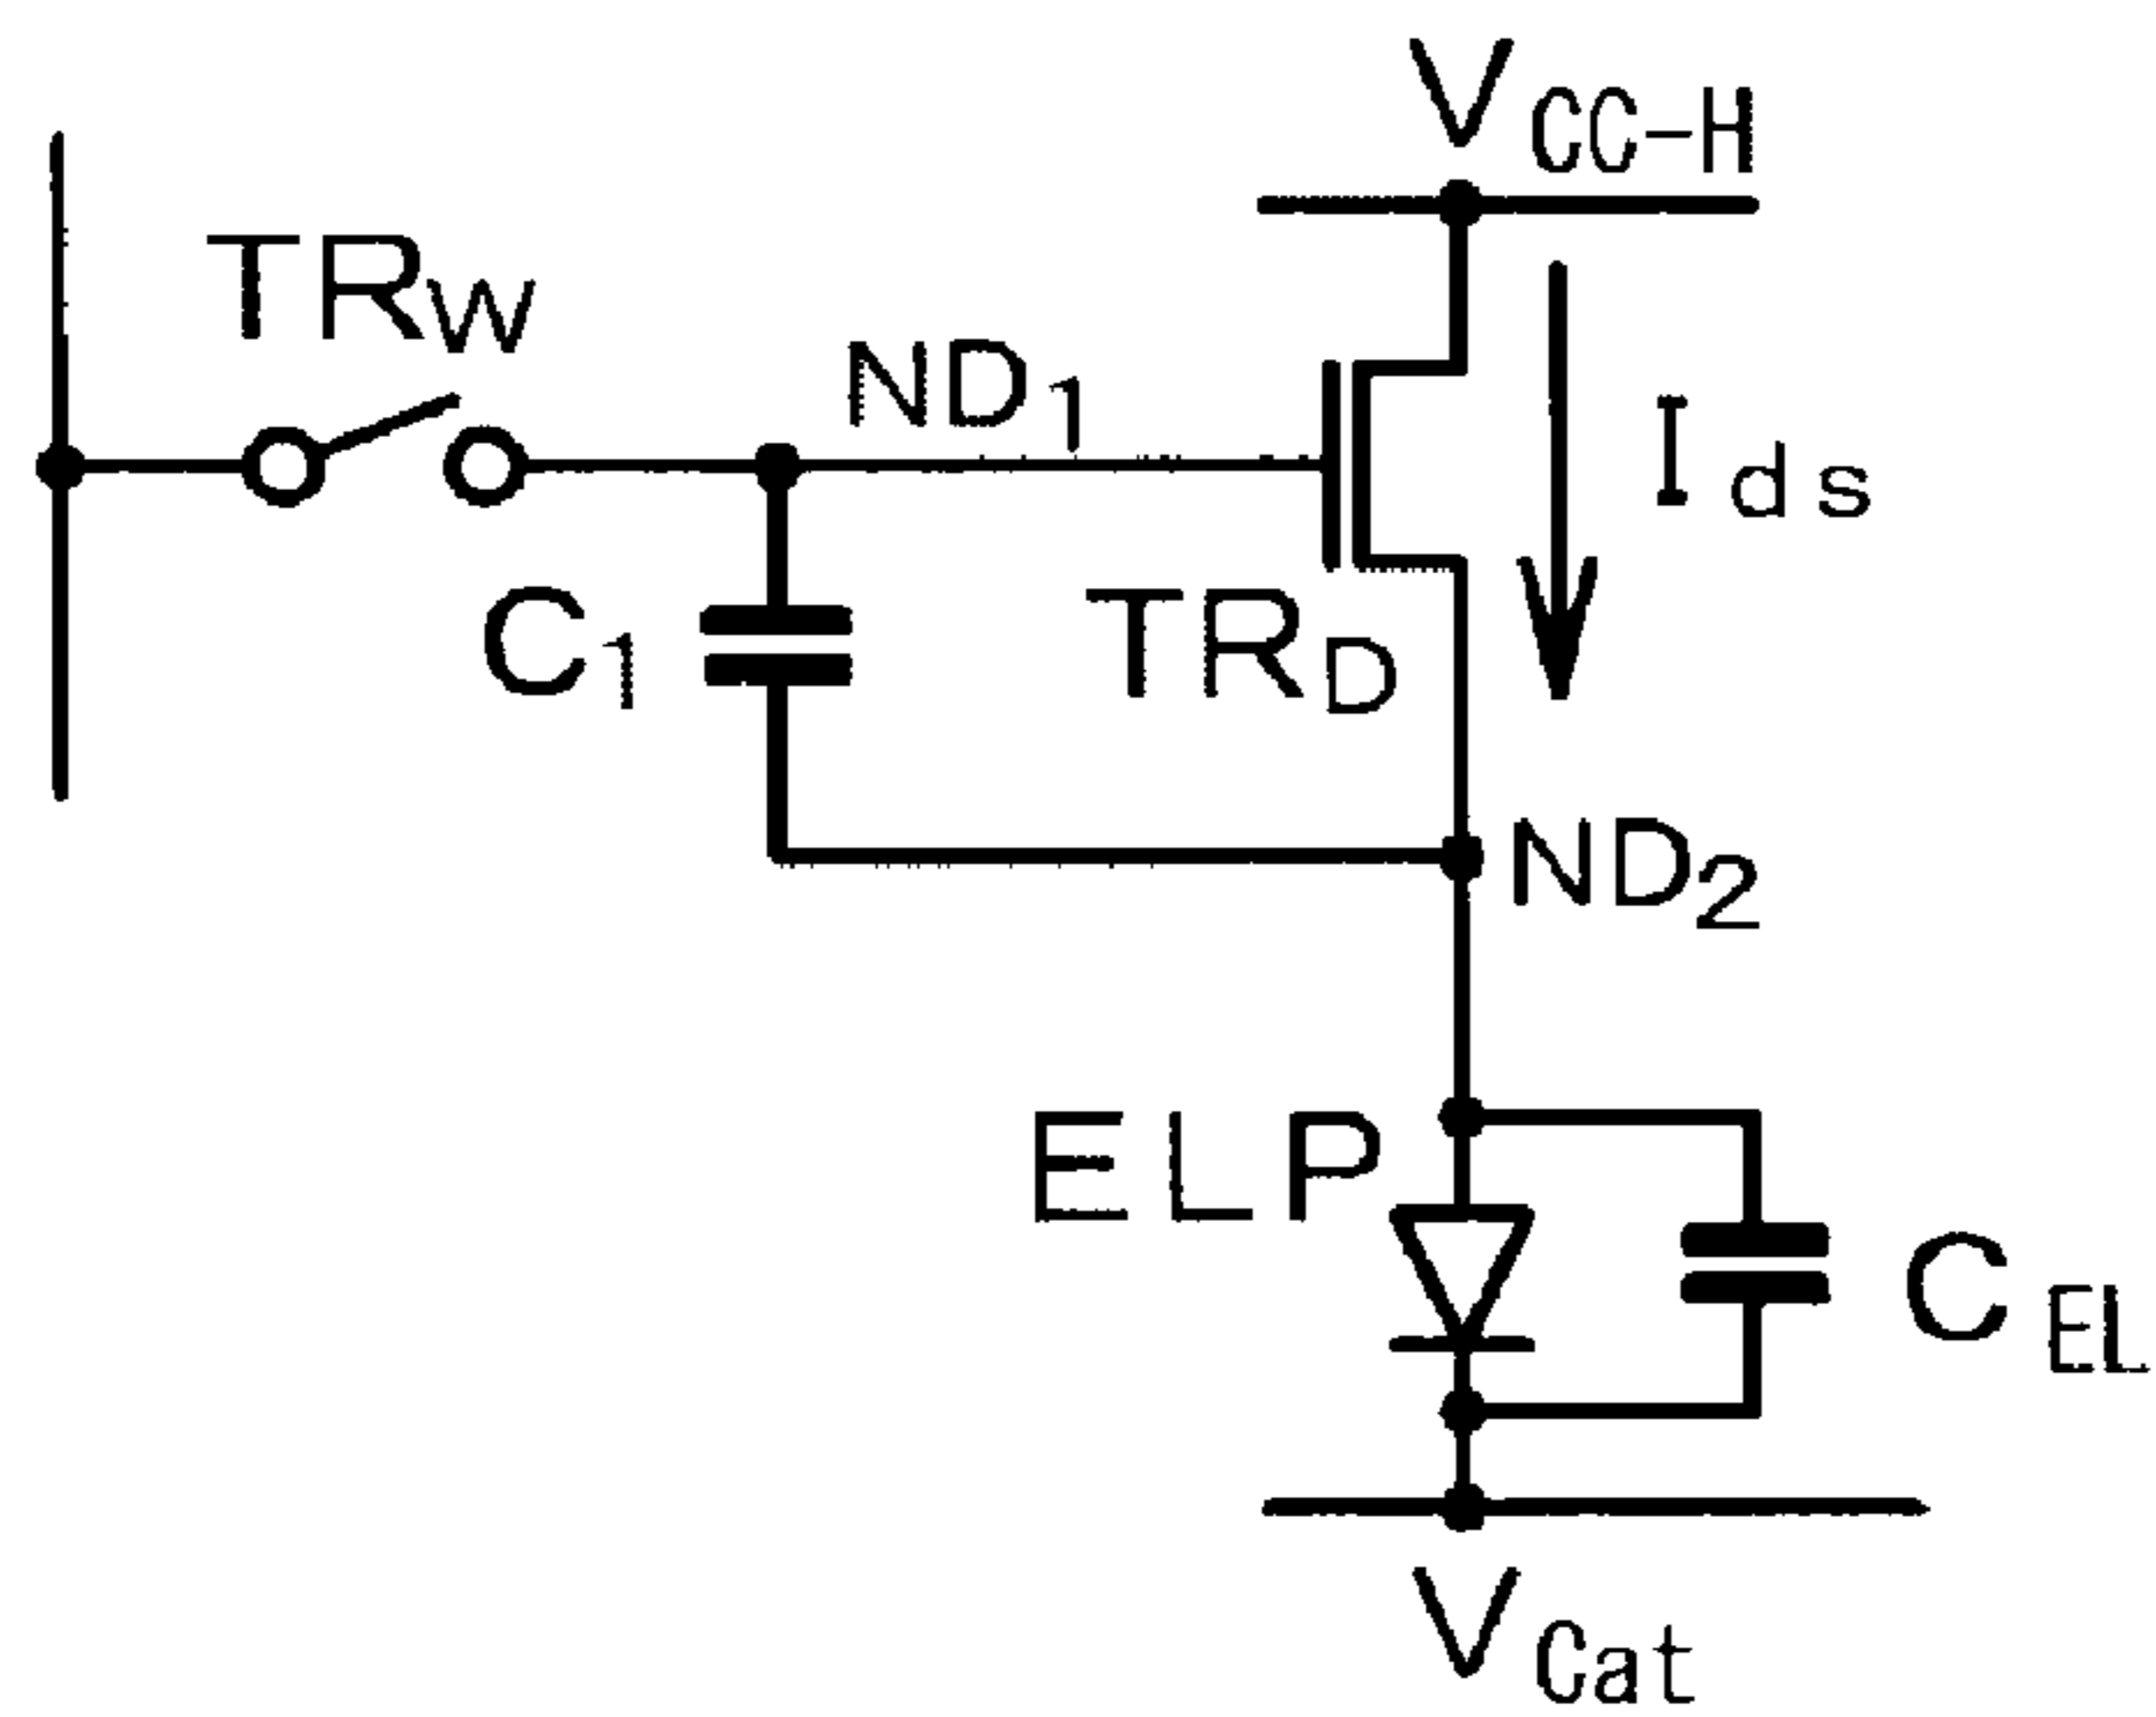 VCC-H
TRW
ND1
Ids
C1
TRD
ND2
ELP
CEL
VCat